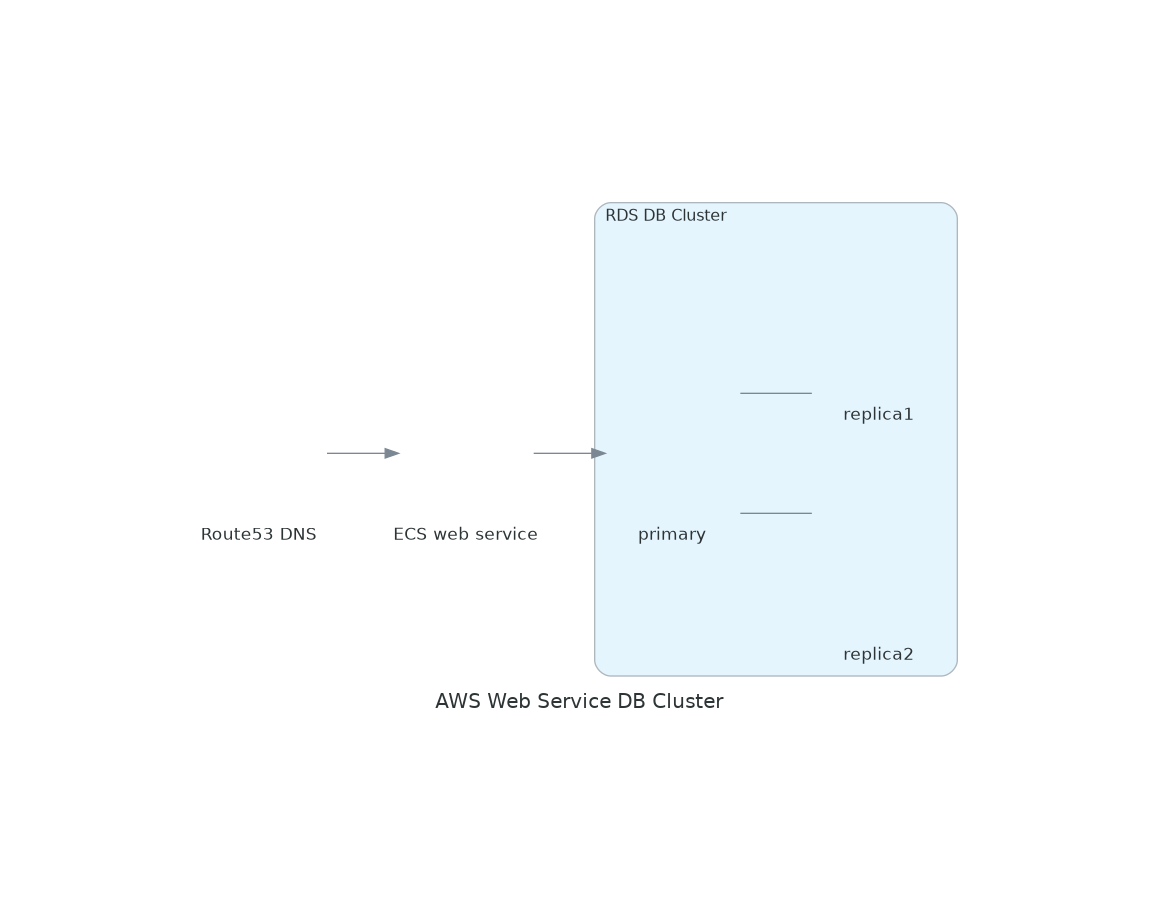 RDS DB Cluster
replica1
Route53 DNS
ECS web service
primary
replica2
AWS Web Service DB Cluster